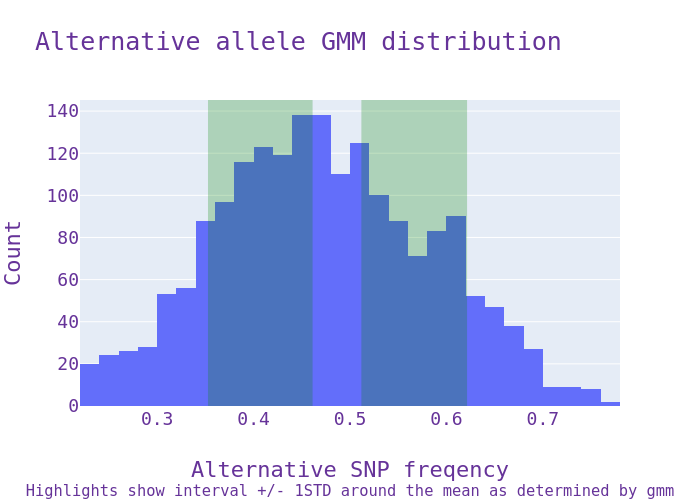 Alternative allele GMM distribution
140
120
100
80
60
40
20
0
Count
0.3 0.4 0.5 0.6 0.7
Alternative SNP freqency
Highlights show interval +/- 1STD around the mean as determined by gmm